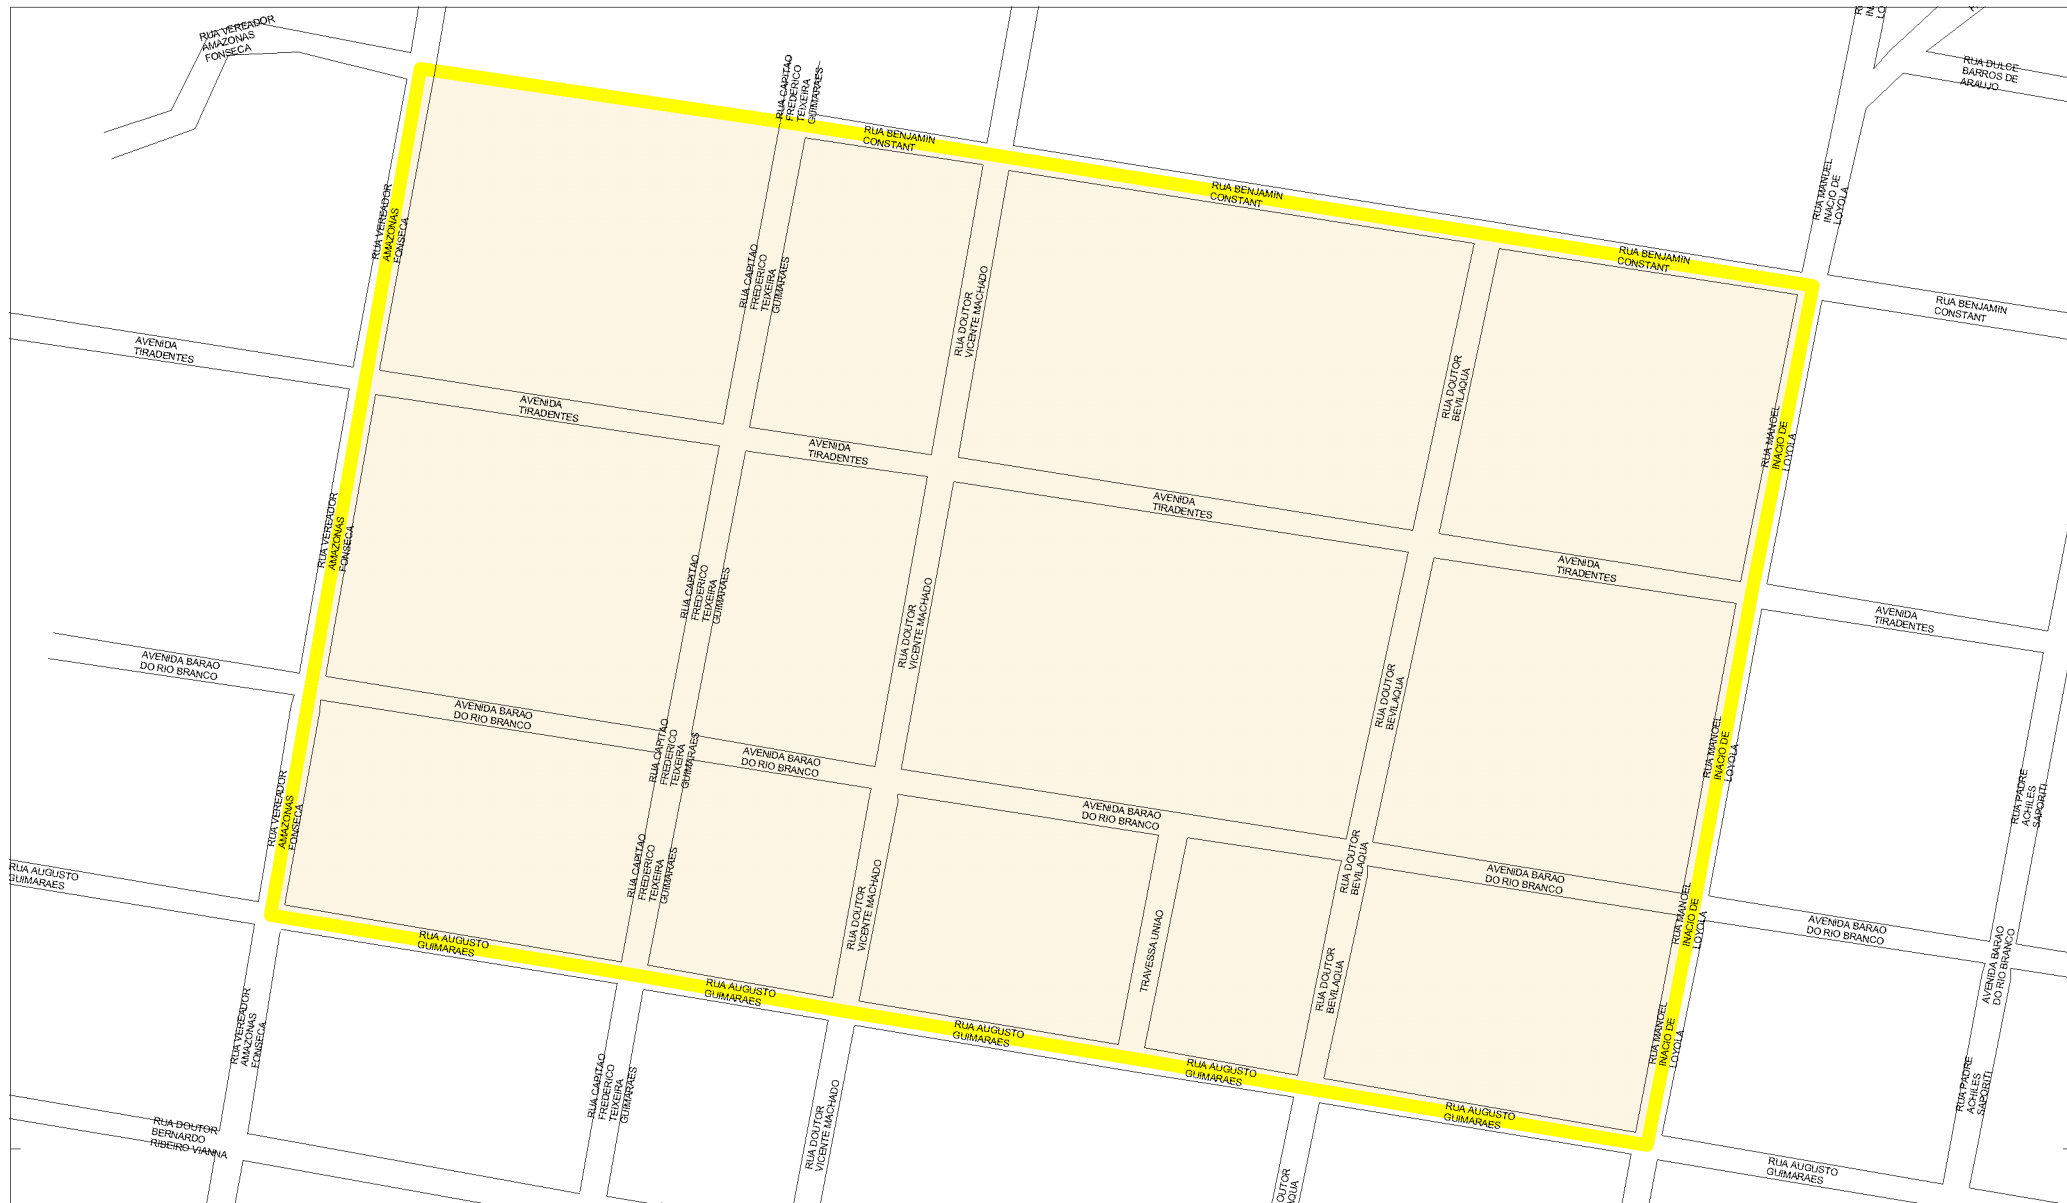 RUA VEREADOR
AMAZONAS
FONSECA
RUA CAPITAO
FREDERICO
TEIXEIRA
GUIMARAES
RUA DULCE
BARROS DE
ARAUJO
RUA BENJAMIN
CONSTANT
RUA BENJAMIN
CONSTANT
RUA MANOEL
INACIO DE
LOYOLA
RUA VEREADOR
AMAZONAS
FONSECA
RUA CAPITAO
FREDERICO
TEIXEIRA
GUIMARAES
RUA DOUTOR
VICENTE MACHADO
RUA BENJAMIN
CONSTANT
RUA BENJAMIN
CONSTANT
AVENIDA
TIRADENTES
RUA DOUTOR
BEVILAQUA
AVENIDA
TIRADENTES
RUA MANOEL
INACIO DE
LOYOLA
AVENIDA
TIRADENTES
AVENIDA
TIRADENTES
RUA VEREADOR
AMAZONAS
FONSECA
AVENIDA
TIRADENTES
RUA CAPITAO
FREDERICO
TEIXEIRA
GUIMARAES
RUA DOUTOR
VICENTE MACHADO
AVENIDA
TIRADENTES
AVENIDA BARAO
DO RIO BRANCO
RUA DOUTOR
BEVILAQUA
AVENIDA BARAO
DO RIO BRANCO
RUA CAPITAO
FREDERICO
TEIXEIRA
GUIMARAES
AVENIDA BARAO
DO RIO BRANCO
RUA MANOEL
INACIO DE
LOYOLA
RUA VEREADOR
AMAZONAS
FONSECA
AVENIDA BARAO
DO RIO BRANCO
RUA PADRE
ACHILES
SAPORITI
RUA AUGUSTO
GUIMARAES
RUA CAPITAO
FREDERICO
TEIXEIRA
GUIMARAES
RUA DOUTOR
VICENTE MACHADO
RUA DOUTOR
BEVILAQUA
AVENIDA BARAO
DO RIO BRANCO
RUA MANOEL
INACIO DE
LOYOLA
AVENIDA BARAO
DO RIO BRANCO
RUA AUGUSTO
GUIMARAES
TRAVESSA UNIAO
RUA DOUTOR
BEVILAQUA
AVENIDA BARAO
DO RIO BRANCO
RUA AUGUSTO
GUIMARAES
RUA VEREADOR
AMAZONAS
FONSECA
RUA AUGUSTO
GUIMARAES
RUA MANOEL
INACIO DE
LOYOLA
RUA CAPITAO
FREDERICO
TEIXEIRA
GUIMARAES
RUA AUGUSTO
GUIMARAES
RUA DOUTOR
VICENTE MACHADO
RUA AUGUSTO
GUIMARAES
RUA PADRE
ACHILES
SAPORITI
RUA DOUTOR
BERNARDO
RIBEIRO VIANNA
RUA AUGUSTO
GUIMARAES